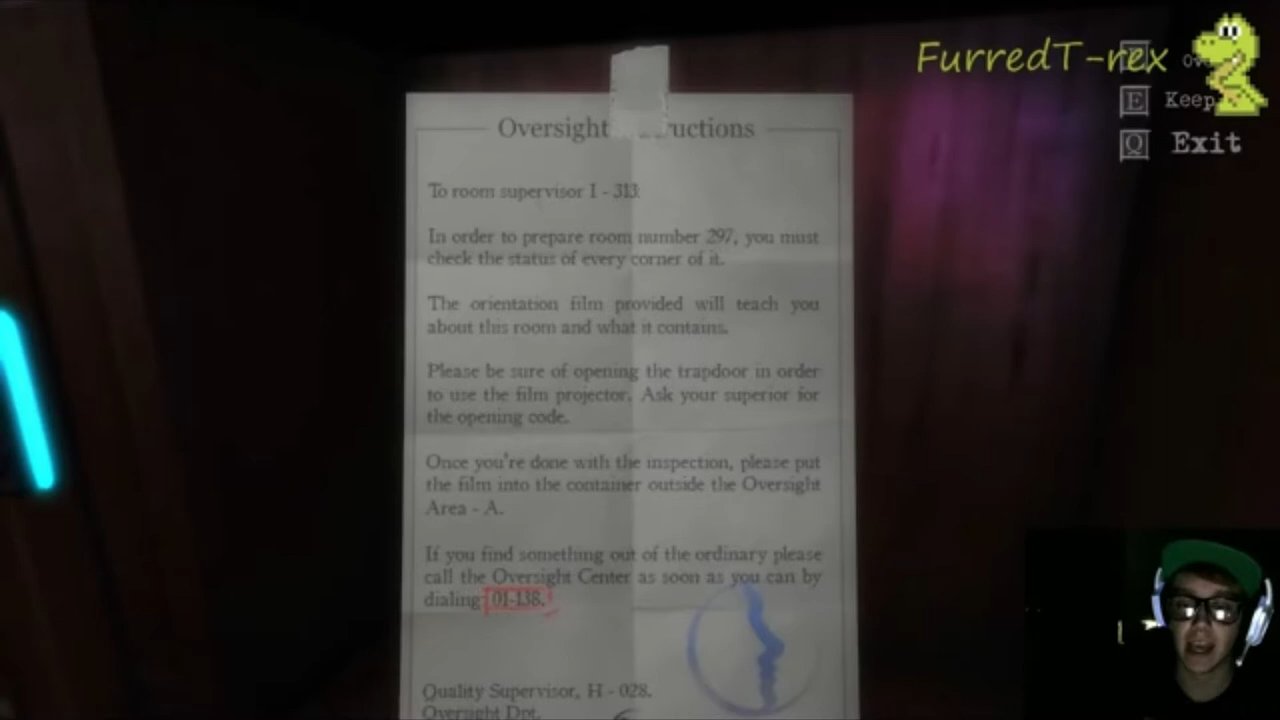 FurredT-rex
E Keep
Q Exit
Oversight
To room supervisor I - 313:
In order to prepare room number 297, you must
check the status of every corner of it.
The orientation film provided will teach you
about this room and what it contains.
Please be sure of opening the trapdoor in order
to use the film projector. Ask your superior for
the opening code.
Once you're done with the inspection, please put
the film into the container outside the Oversight
Area - A.
If you find something out of the ordinary please
call the Oversight Center as soon as you can by
dialing 01-138.
Quality Supervisor, H - 028.
Oversight Dpt.